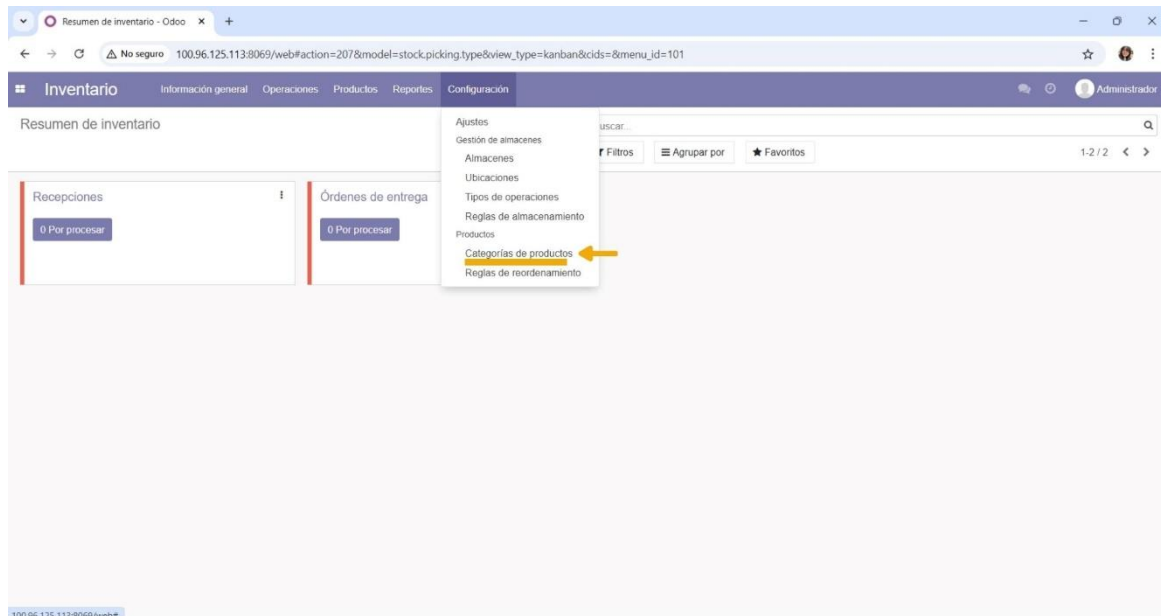 Resumen de inventario - Odoo
No seguro 100.96.125.113:8069/web#action=207&model=stock.picking.type&view_type=kanban&cids=&menu_id=101
Inventario Información general Operaciones Productos Reportes Configuración Administrador
Resumen de inventario
Ajustes
uscar...
Gestión de almacenes
Almacenes
Filtros Agrupar por Favoritos 1-2 / 2
Ubicaciones
Recepciones Órdenes de entrega Tipos de operaciones
Reglas de almacenamiento
0 Por procesar 0 Por procesar Productos
Categorías de productos
Reglas de reordenamiento
100.96.125.113:8069/web#